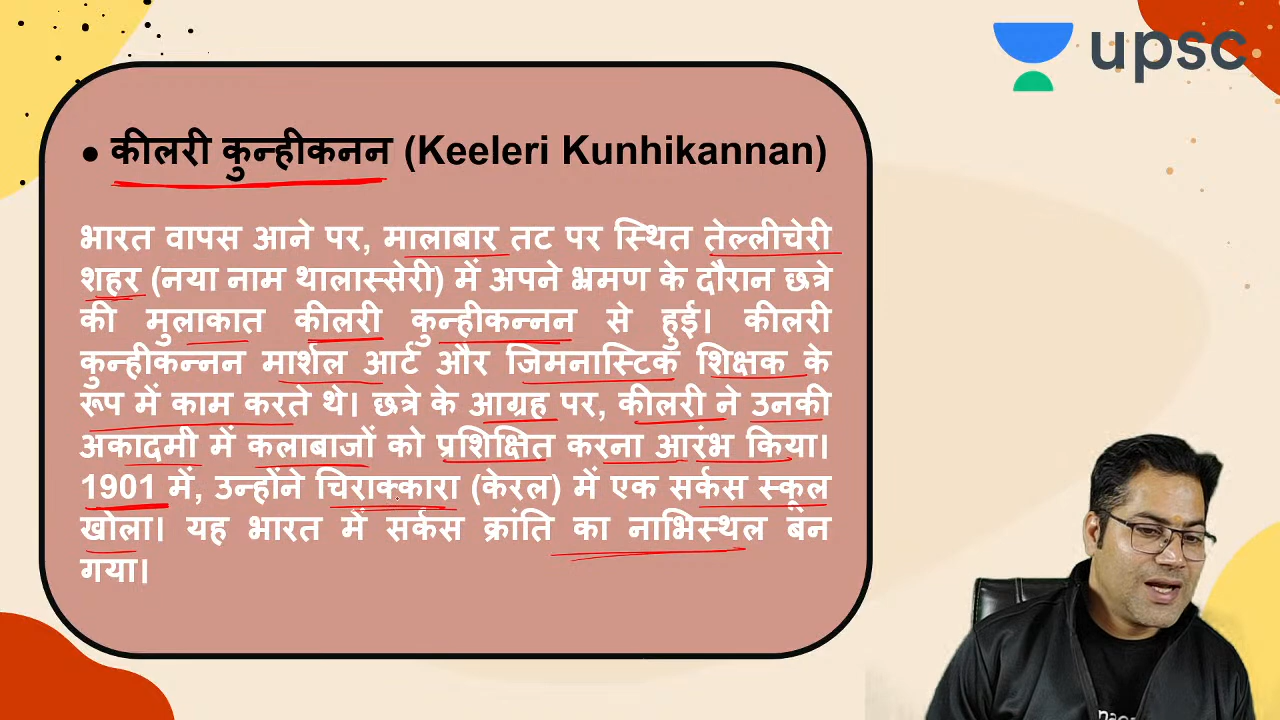 upsc
● कीलरी कुन्हीकनन (Keeleri Kunhikannan)
भारत वापस आने पर, मालाबार तट पर स्थित तेल्लीचेरी
शहर (नया नाम थालास्सेरी) में अपने भ्रमण के दौरान छत्रे
की मुलाकात कीलरी कुन्हीकन्नन से हुई। कीलरी
कुन्हीकन्नन मार्शल आर्ट और जिमनास्टिक शिक्षक के
रूप में काम करते थे। छत्रे के आग्रह पर, कीलरी ने उनकी
अकादमी में कलाबाजों को प्रशिक्षित करना आरंभ किया।
1901 में, उन्होंने चिराक्कारा (केरल) में एक सर्कस स्कूल
खोला। यह भारत में सर्कस क्रांति का नाभिस्थल बन
गया।